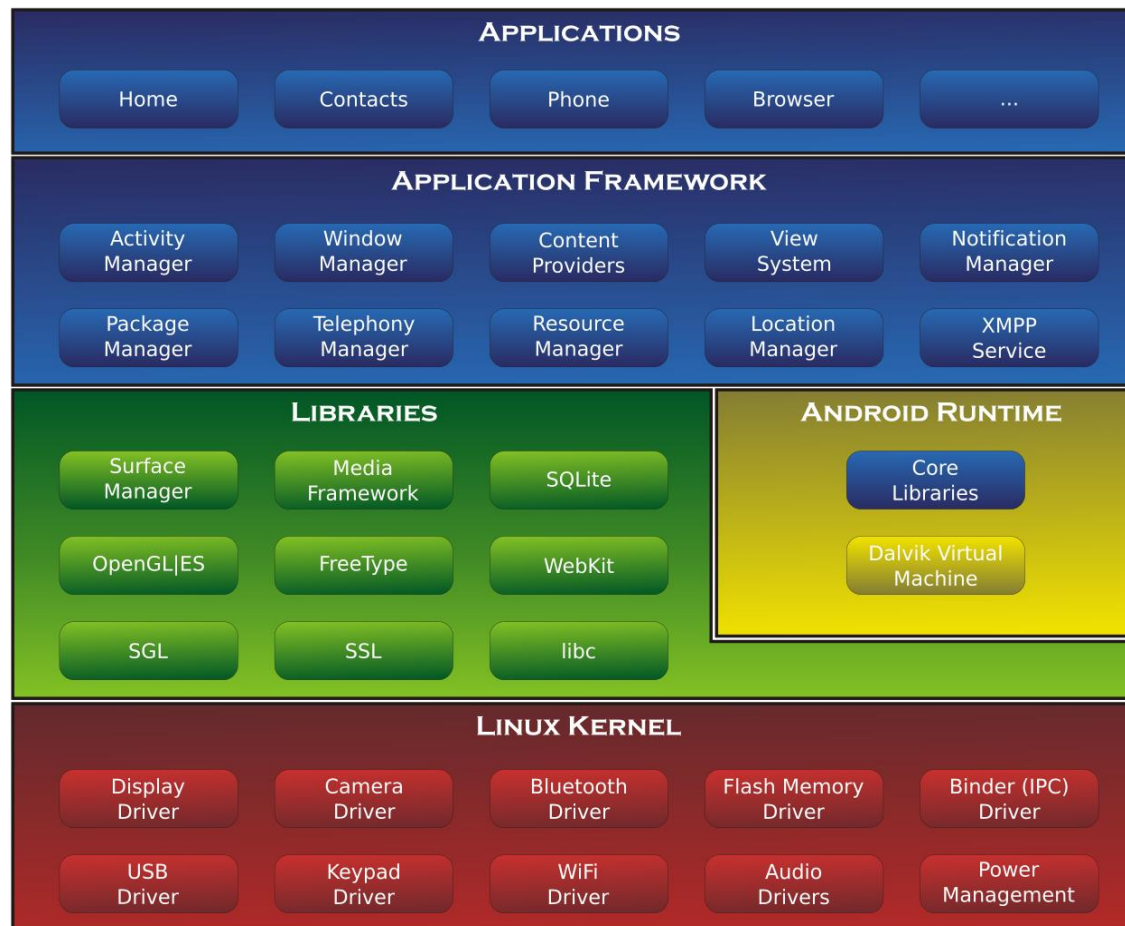 APPLICATIONS
Home
Contacts
Phone
Browser
...
APPLICATION FRAMEWORK
Activity
Manager
Window
Manager
Content
Providers
View
System
Notification
Manager
Package
Manager
Telephony
Manager
Resource
Manager
Location
Manager
XMPP
Service
LIBRARIES
Surface
Manager
Media
Framework
SQLite
OpenGL|ES
FreeType
WebKit
SGL
SSL
libc
ANDROID RUNTIME
Core
Libraries
Dalvik Virtual
Machine
LINUX KERNEL
Display
Driver
Camera
Driver
Bluetooth
Driver
Flash Memory
Driver
Binder (IPC)
Driver
USB
Driver
Keypad
Driver
WiFi
Driver
Audio
Drivers
Power
Management